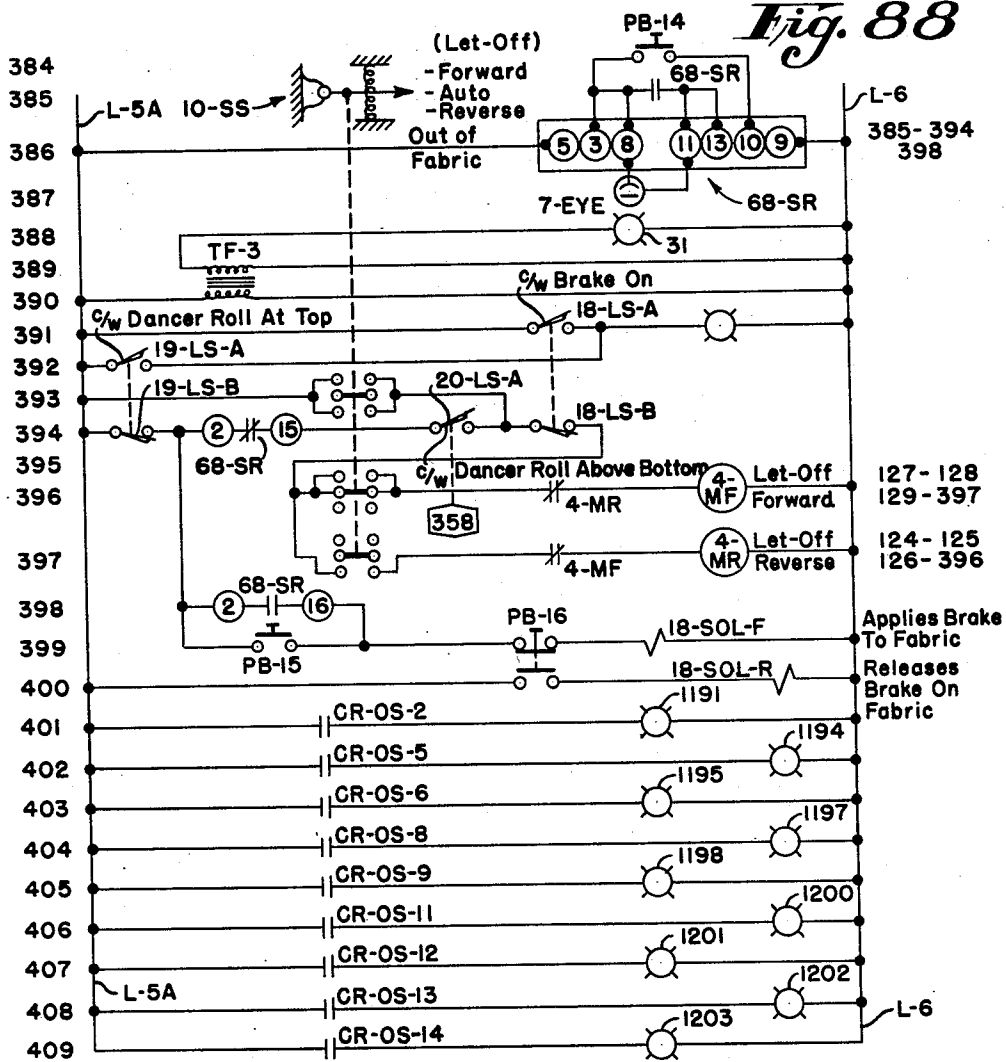 Fig. 88
PB-14
(Let-Off)
384
- Forward
68-SR
385
L-5A
10-SS
- Auto
L-6
- Reverse
386
Out of
Fabric
5 3 8 11 13 10 9
385-394
398
387
7-EYE
68-SR
388
31
389
TF-3
390
c/w Brake On
391
c/w Dancer Roll At Top
18-LS-A
392
19-LS-A
393
19-LS-B
20-LS-A
18-LS-B
394
2
15
68-SR
395
c/w Dancer Roll Above Bottom
396
4-MR
4-
MF
Let-Off
Forward
127-128
129-397
358
397
4-MF
4-
MR
Let-Off
Reverse
124-125
126-396
398
68-SR
2
16
PB-16
399
PB-15
18-SOL-F
Applies Brake
To Fabric
400
18-SOL-R
Releases
Brake On
Fabric
401
CR-OS-2
1191
402
CR-OS-5
1194
403
CR-OS-6
1195
404
CR-OS-8
1197
405
CR-OS-9
1198
406
CR-OS-11
1200
407
CR-OS-12
1201
408
L-5A
CR-OS-13
1202
L-6
409
CR-OS-14
1203